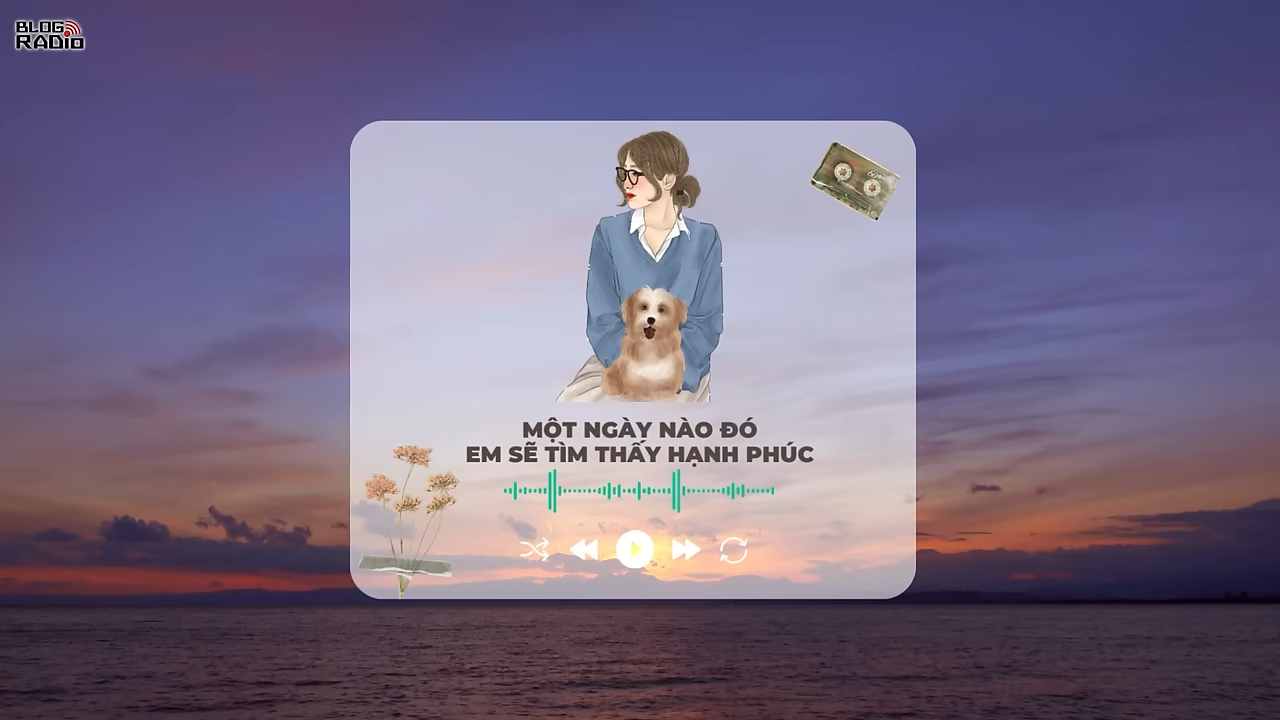 BLOG
RADIO
MỘT NGÀY NÀO ĐÓ
EM SẼ TÌM THẤY HẠNH PHÚC